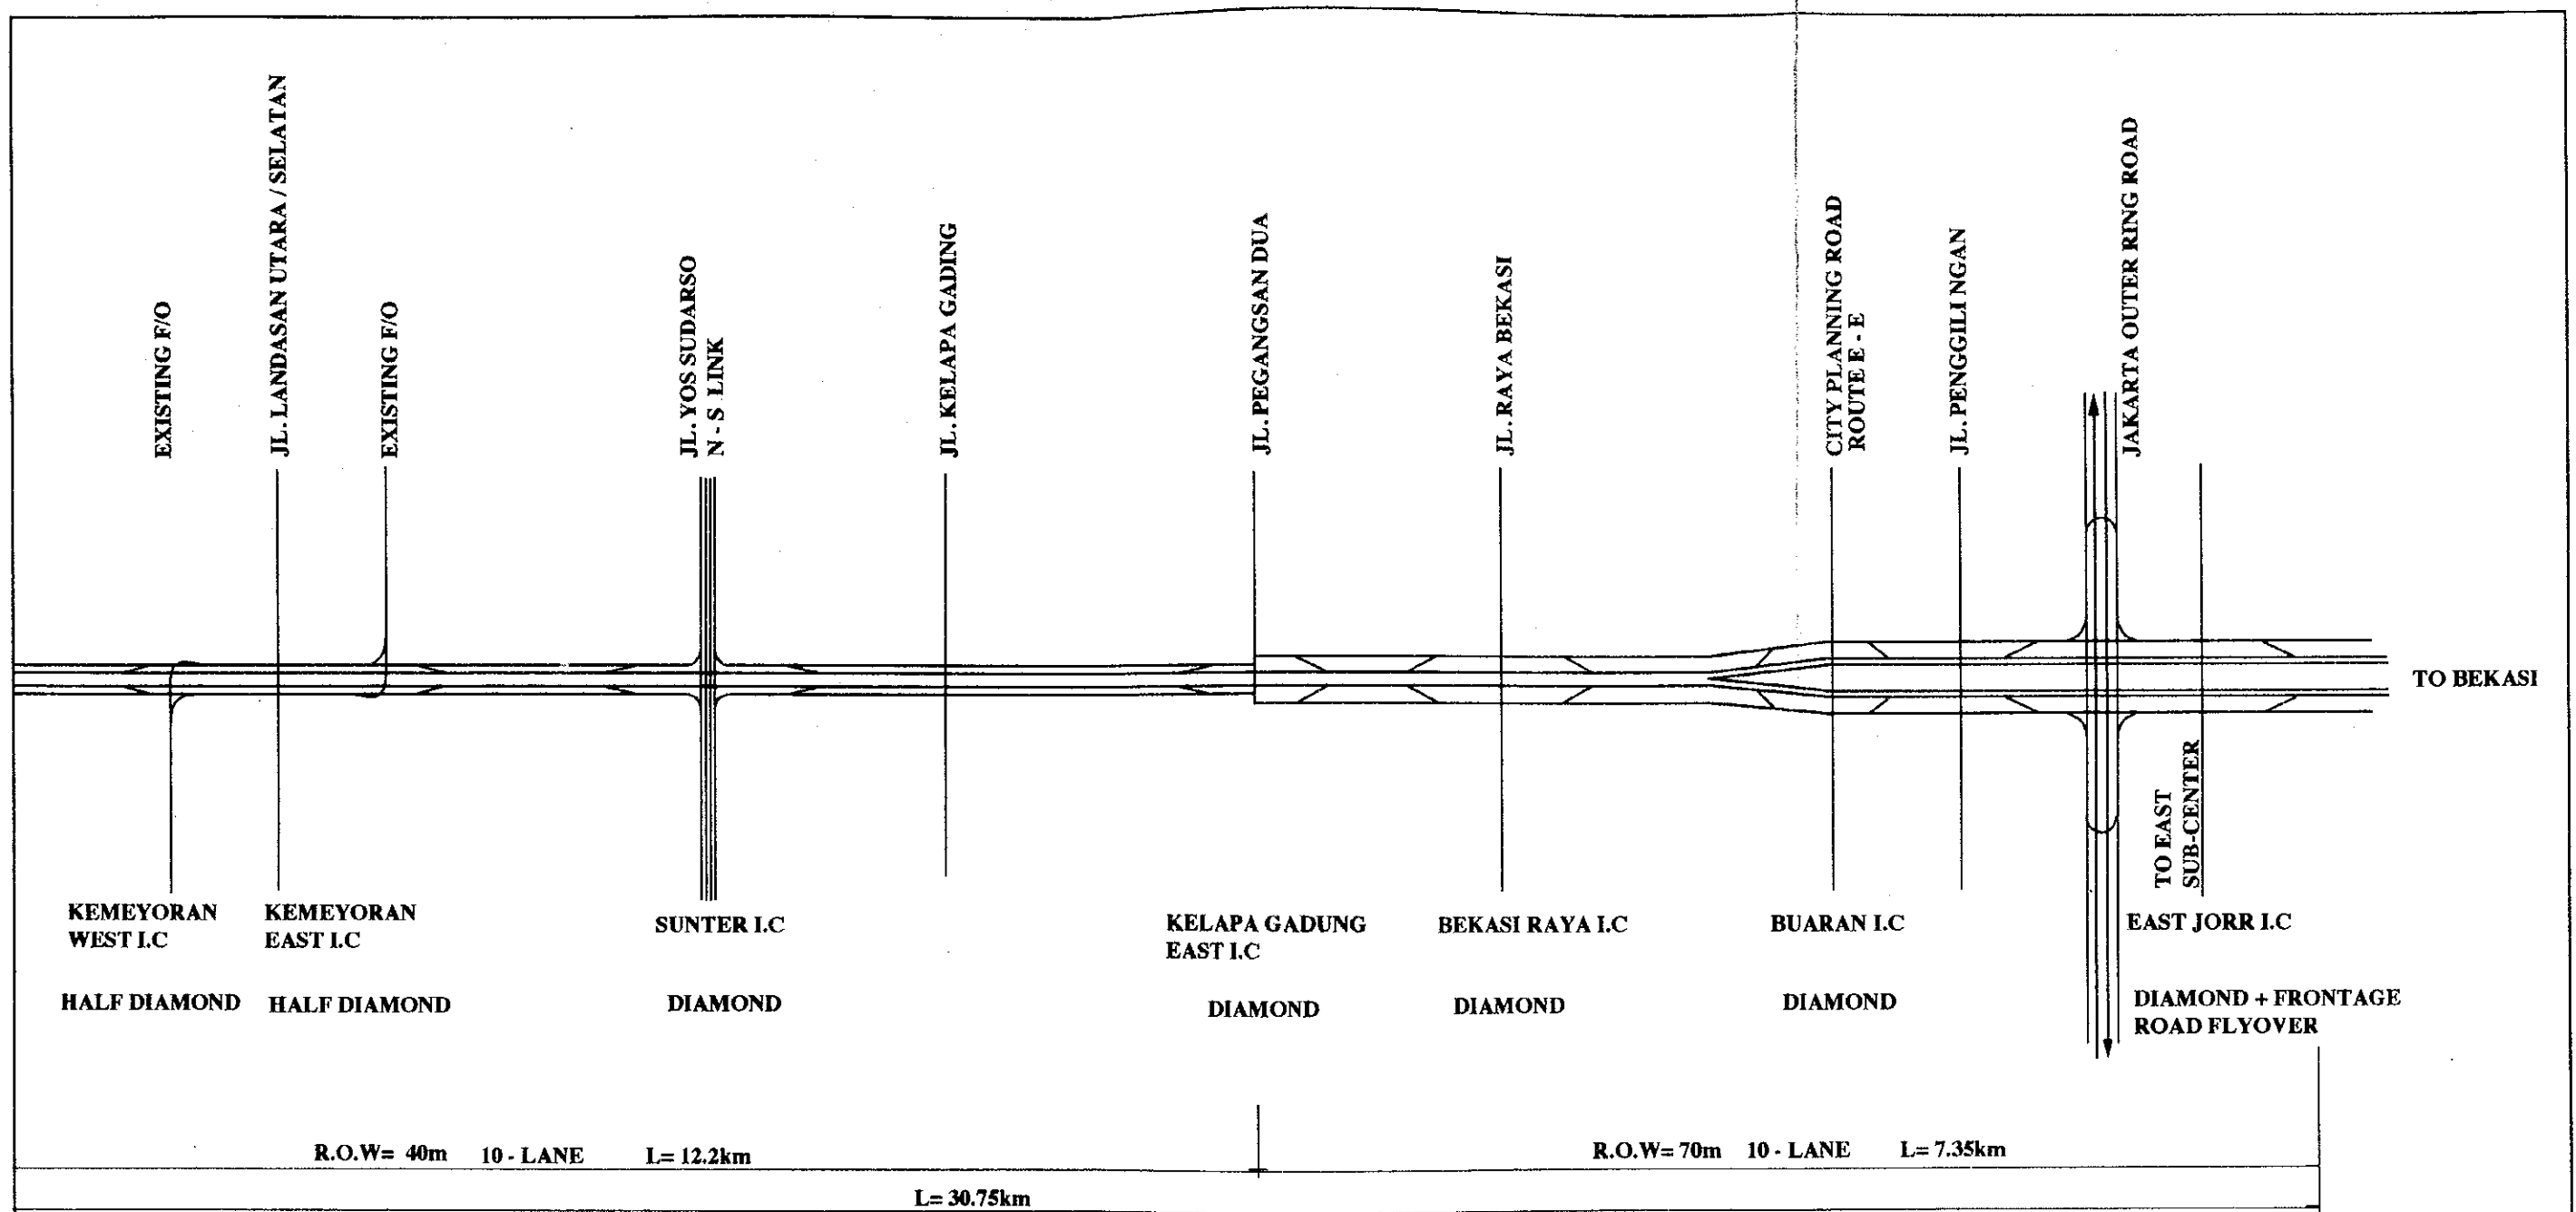 EXISTING F/O
JL. LANDASAN UTARA / SELATAN
EXISTING F/O
JL. YOS SUDARSO
N - S LINK
JL. KELAPA GADING
JL. PEGANGSAN DUA
JL. RAYA BEKASI
CITY PLANNING ROAD
ROUTE E - E
JL. PENGGILI NGAN
JAKARTA OUTER RING ROAD
TO BEKASI
TO EAST
SUB-CENTER
KEMEYORAN
WEST I.C
KEMEYORAN
EAST I.C
SUNTER I.C
KELAPA GADUNG
EAST I.C
BEKASI RAYA I.C
BUARAN I.C
EAST JORR I.C
HALF DIAMOND
HALF DIAMOND
DIAMOND
DIAMOND
DIAMOND
DIAMOND
DIAMOND + FRONTAGE
ROAD FLYOVER
R.O.W= 40m 10 - LANE L= 12.2km
R.O.W= 70m 10 - LANE L= 7.35km
L= 30.75km